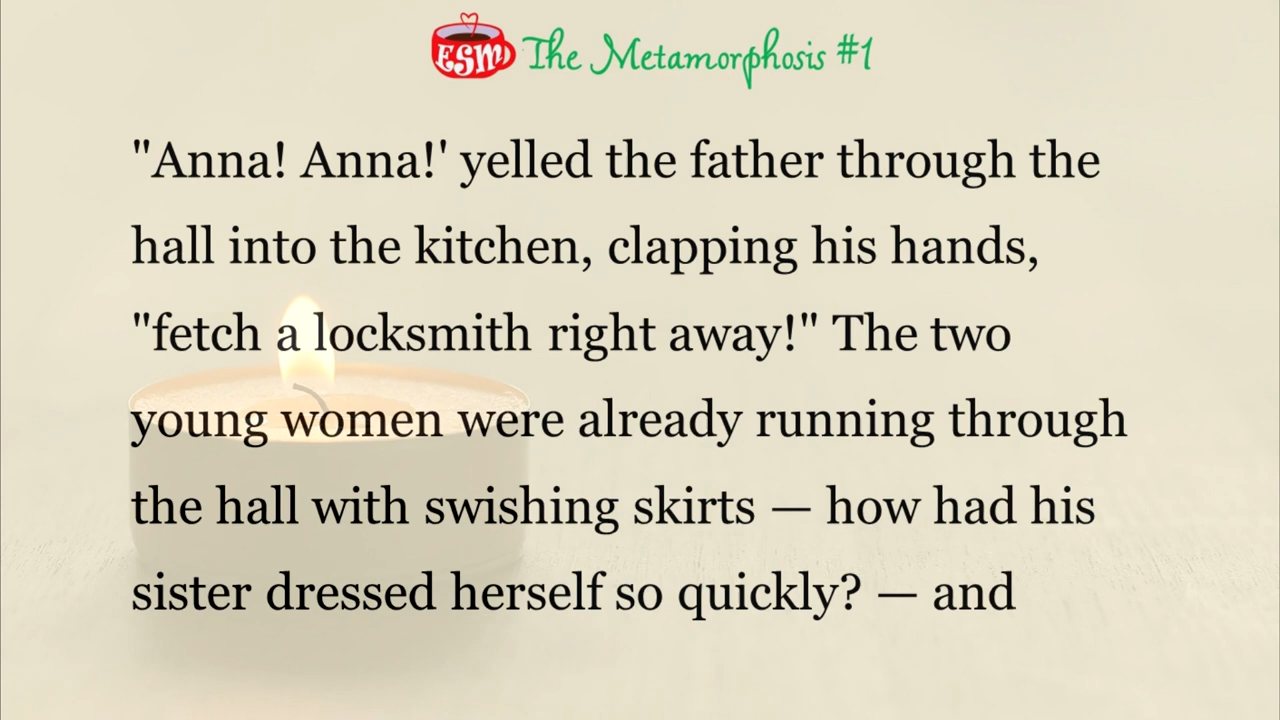 ESM The Metamorphosis #1
"Anna! Anna!' yelled the father through the
hall into the kitchen, clapping his hands,
"fetch a locksmith right away!" The two
young women were already running through
the hall with swishing skirts — how had his
sister dressed herself so quickly? — and